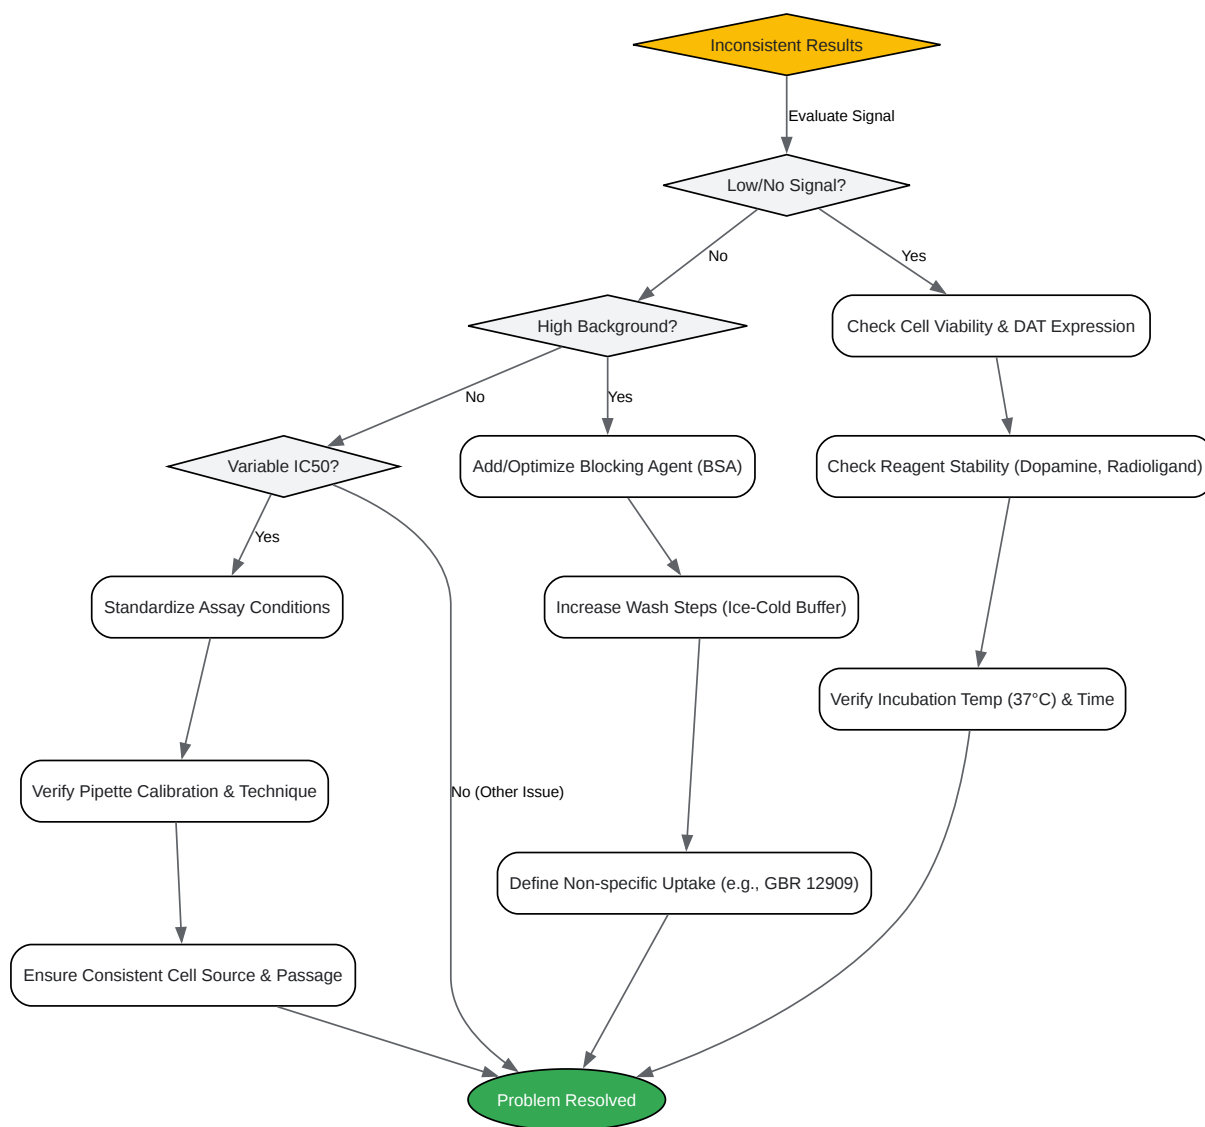 Inconsistent Results
Evaluate Signal
Low/No Signal?
No
Yes
High Background?
Check Cell Viability & DAT Expression
No
Yes
Variable IC50?
Add/Optimize Blocking Agent (BSA)
Check Reagent Stability (Dopamine, Radioligand)
Yes
Standardize Assay Conditions
Increase Wash Steps (Ice-Cold Buffer)
Verify Incubation Temp (37°C) & Time
Verify Pipette Calibration & Technique
No (Other Issue)
Define Non-specific Uptake (e.g., GBR 12909)
Ensure Consistent Cell Source & Passage
Problem Resolved